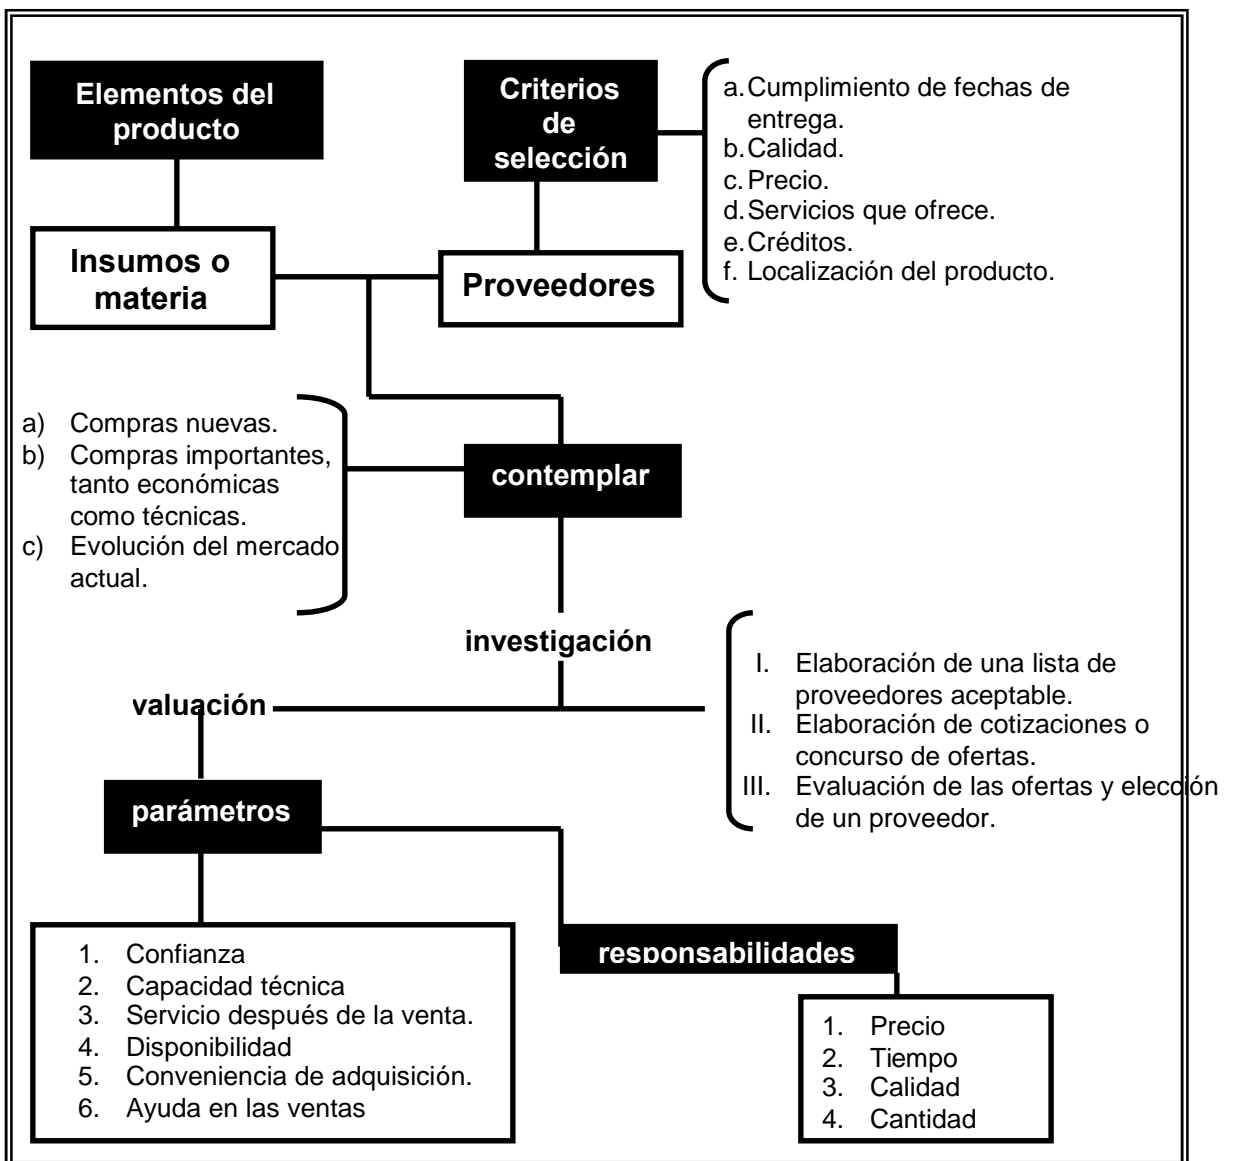 Elementos del
producto
Criterios
de
selección
a. Cumplimiento de fechas de
entrega.
b. Calidad.
c. Precio.
d. Servicios que ofrece.
e. Créditos.
f. Localización del producto.
Insumos o
materia
Proveedores
a) Compras nuevas.
b) Compras importantes,
tanto económicas
como técnicas.
c) Evolución del mercado
actual.
contemplar
investigación
I. Elaboración de una lista de
proveedores aceptable.
II. Elaboración de cotizaciones o
concurso de ofertas.
III. Evaluación de las ofertas y elección
de un proveedor.
valuación
parámetros
1. Confianza
2. Capacidad técnica
3. Servicio después de la venta.
4. Disponibilidad
5. Conveniencia de adquisición.
6. Ayuda en las ventas
responsabilidades
1. Precio
2. Tiempo
3. Calidad
4. Cantidad